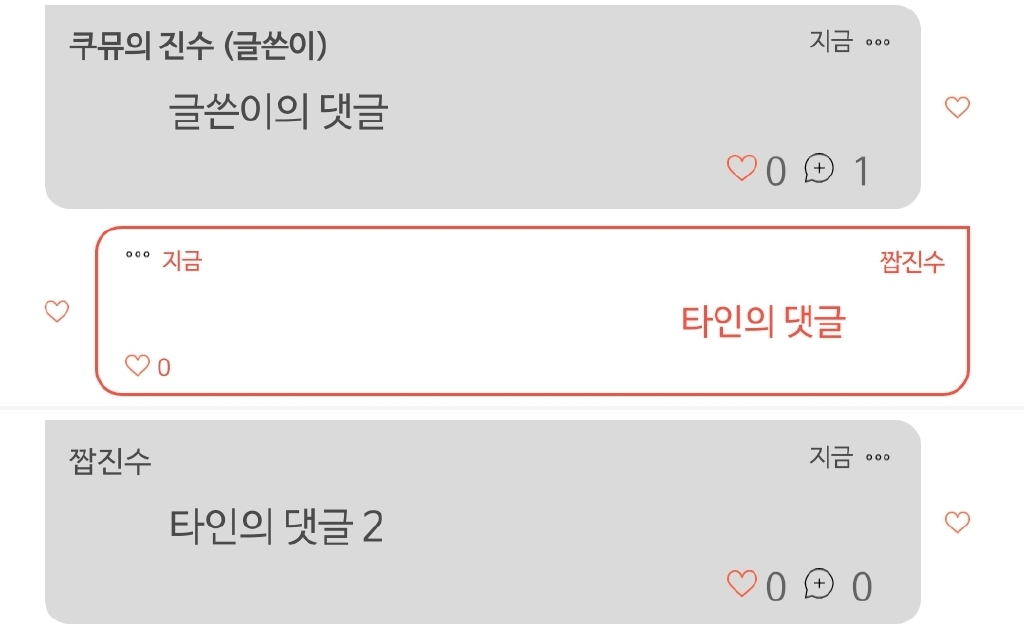 쿠뮤의 진수 (글쓴이) 지금
글쓴이의 댓글
0 1
지금 짭진수
타인의 댓글
0
짭진수 지금
타인의 댓글 2
0 0